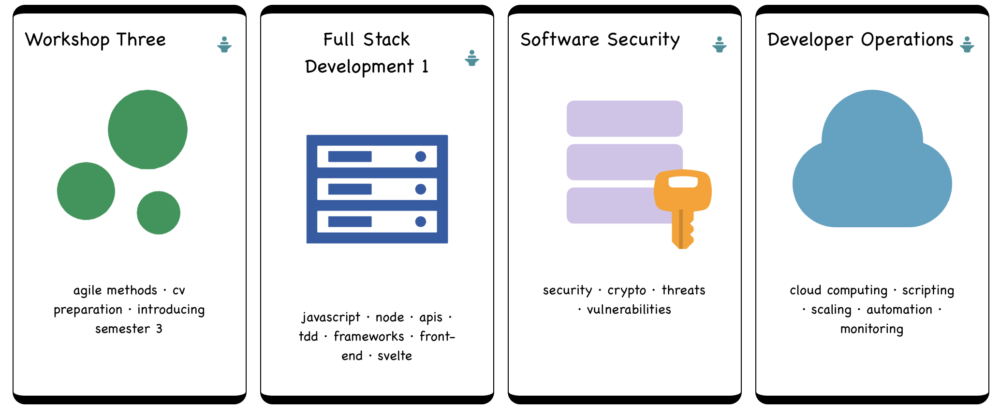 Workshop Three
agile methods · cv
preparation · introducing
semester 3
Full Stack
Development 1
javascript · node · apis ·
tdd · frameworks · front-
end · svelte
Software Security
security · crypto · threats
· vulnerabilities
Developer Operations
cloud computing · scripting
· scaling · automation ·
monitoring